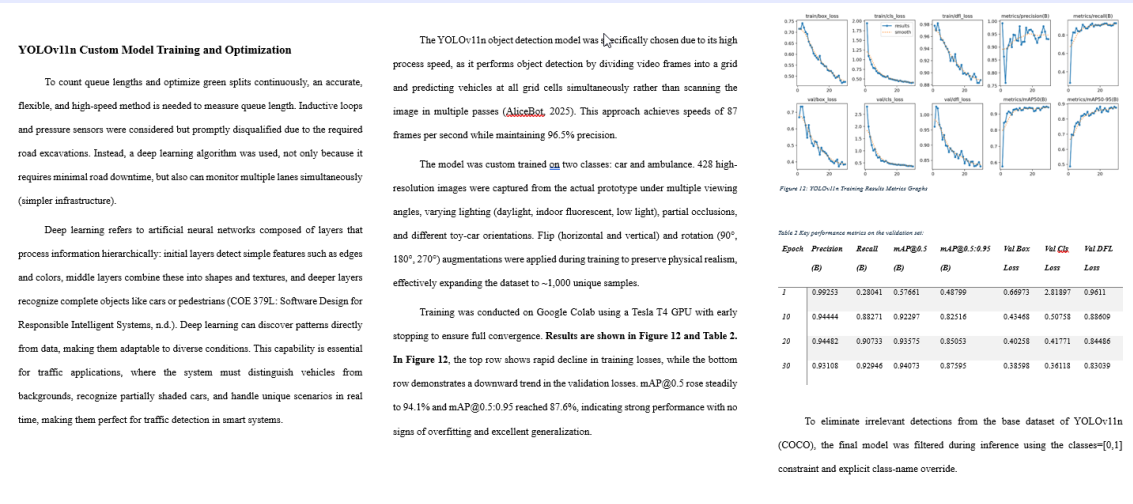 YOLOv11n Custom Model Training and Optimization
To count queue lengths and optimize green splits continuously, an accurate,
flexible, and high-speed method is needed to measure queue length. Inductive loops
and pressure sensors were considered but promptly disqualified due to the required
road excavations. Instead, a deep learning algorithm was used, not only because it
requires minimal road downtime, but also can monitor multiple lanes simultaneously
(simpler infrastructure).
Deep learning refers to artificial neural networks composed of layers that
process information hierarchically: initial layers detect simple features such as edges
and colors, middle layers combine these into shapes and textures, and deeper layers
recognize complete objects like cars or pedestrians (COE 379L: Software Design for
Responsible Intelligent Systems, n.d.). Deep learning can discover patterns directly
from data, making them adaptable to diverse conditions. This capability is essential
for traffic applications, where the system must distinguish vehicles from
backgrounds, recognize partially shaded cars, and handle unique scenarios in real
time, making them perfect for traffic detection in smart systems.
The YOLOv11n object detection model was specifically chosen due to its high
process speed, as it performs object detection by dividing video frames into a grid
and predicting vehicles at all grid cells simultaneously rather than scanning the
image in multiple passes (AliceBot, 2025). This approach achieves speeds of 87
frames per second while maintaining 96.5% precision.
The model was custom trained on two classes: car and ambulance. 428 high-
resolution images were captured from the actual prototype under multiple viewing
angles, varying lighting (daylight, indoor fluorescent, low light), partial occlusions,
and different toy-car orientations. Flip (horizontal and vertical) and rotation (90°,
180°, 270°) augmentations were applied during training to preserve physical realism,
effectively expanding the dataset to ~1,000 unique samples.
Training was conducted on Google Colab using a Tesla T4 GPU with early
stopping to ensure full convergence. Results are shown in Figure 12 and Table 2.
In Figure 12, the top row shows rapid decline in training losses, while the bottom
row demonstrates a downward trend in the validation losses. mAP@0.5 rose steadily
to 94.1% and mAP@0.5:0.95 reached 87.6%, indicating strong performance with no
signs of overfitting and excellent generalization.
train/box_loss train/cls_loss train/dfl_loss metrics/precision(B) metrics/recall(B)
results
smooth
val/box_loss val/cls_loss val/dfl_loss metrics/mAP50(B) metrics/mAP50-95(B)
Figure 12: YOLOv11n Training Results Metrics Graphs
Table 2 Key performance metrics on the validation set:
Epoch Precision Recall mAP@0.5 mAP@0.5:0.95 Val Box Val Cls Val DFL
(B) (B) (B) (B) Loss Loss Loss
1 0.99253 0.28041 0.57661 0.48799 0.66973 2.81897 0.9611
10 0.94444 0.88271 0.92297 0.82516 0.43468 0.50758 0.88609
20 0.94482 0.90733 0.93575 0.85053 0.40258 0.41771 0.84486
30 0.93108 0.92946 0.94073 0.87595 0.38598 0.36118 0.83039
To eliminate irrelevant detections from the base dataset of YOLOv11n
(COCO), the final model was filtered during inference using the classes=[0,1]
constraint and explicit class-name override.